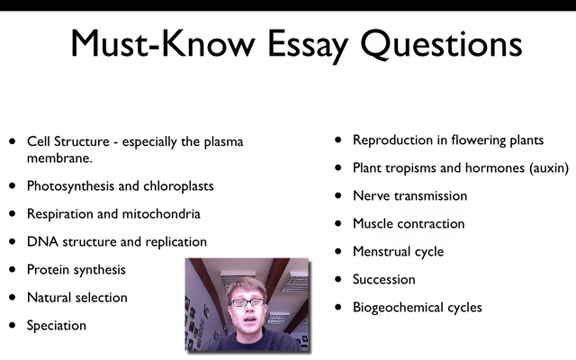 Must-Know Essay Questions
• Cell Structure - especially the plasma
membrane.
• Photosynthesis and chloroplasts
• Respiration and mitochondria
• DNA structure and replication
• Protein synthesis
• Natural selection
• Speciation
• Reproduction in flowering plants
• Plant tropisms and hormones (auxin)
• Nerve transmission
• Muscle contraction
• Menstrual cycle
• Succession
• Biogeochemical cycles